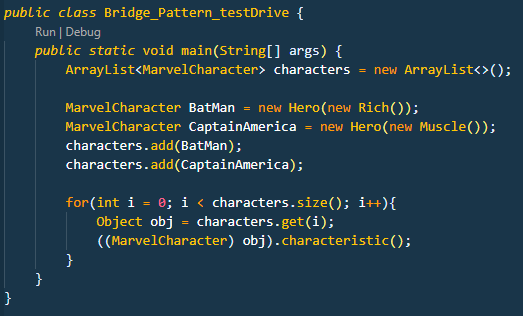 public class Bridge_Pattern_testDrive {
Run | Debug
public static void main(String[] args) {
ArrayList<MarvelCharacter> characters = new ArrayList<>();
MarvelCharacter BatMan = new Hero(new Rich());
MarvelCharacter CaptainAmerica = new Hero(new Muscle());
characters.add(BatMan);
characters.add(CaptainAmerica);
for(int i = 0; i < characters.size(); i++){
Object obj = characters.get(i);
((MarvelCharacter) obj).characteristic();
}
}
}